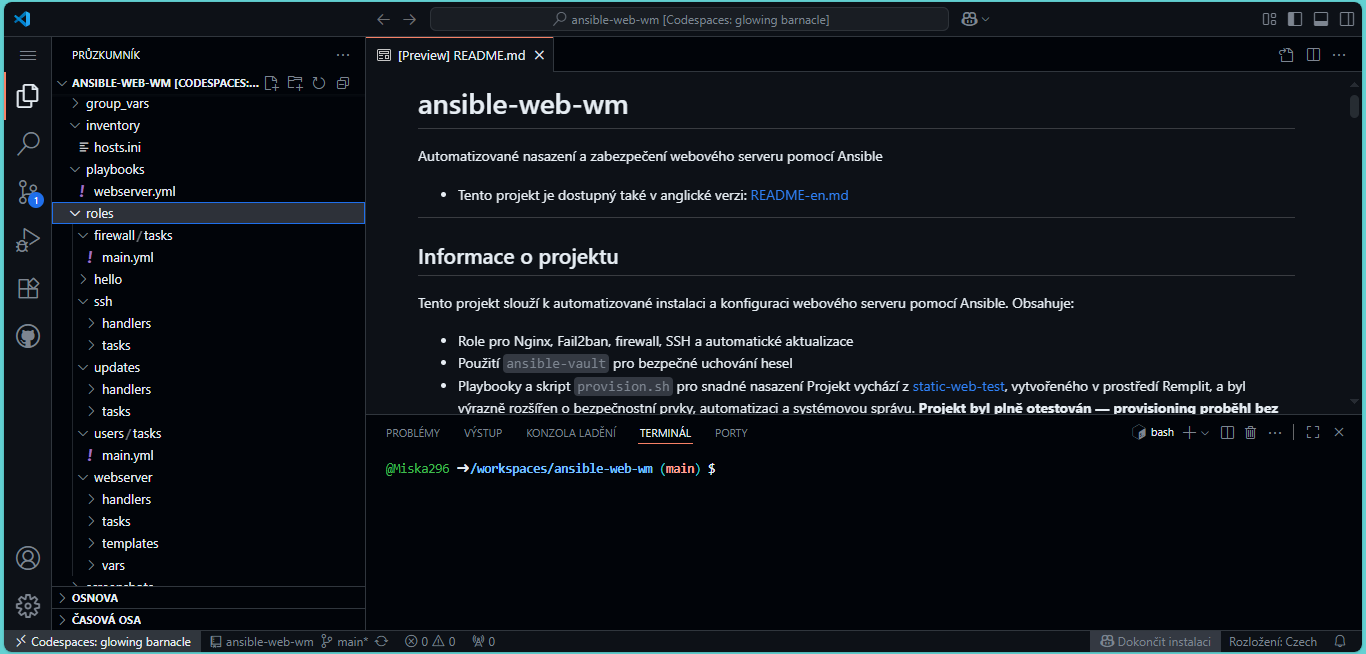 ansible-web-wm [Codespaces: glowing barnacle]
PRŮZKUMNÍK
ANSIBLE-WEB-WM [CODESPACES:...
group_vars
inventory
hosts.ini
playbooks
! webserver.yml
roles
firewall/tasks
! main.yml
hello
ssh
handlers
tasks
updates
handlers
tasks
users/tasks
! main.yml
webserver
handlers
tasks
templates
vars
OSNOVA
ČASOVÁ OSA
[Preview] README.md
ansible-web-wm
Automatizované nasazení a zabezpečení webového serveru pomocí Ansible
• Tento projekt je dostupný také v anglické verzi: README-en.md
Informace o projektu
Tento projekt slouží k automatizované instalaci a konfiguraci webového serveru pomocí Ansible. Obsahuje:
• Role pro Nginx, Fail2ban, firewall, SSH a automatické aktualizace
• Použití ansible-vault pro bezpečné uchování hesel
• Playbooky a skript provision.sh pro snadné nasazení Projekt vychází z static-web-test, vytvořeného v prostředí Remplit, a byl
výrazně rozšířen o bezpečnostní prvky, automatizaci a systémovou správu. Projekt byl plně otestován — provisioning proběhl bez
PROBLÉMY VÝSTUP KONZOLA LADĚNÍ TERMINÁL PORTY
bash
@Miska296 ➜/workspaces/ansible-web-wm (main) $
1
Codespaces: glowing barnacle ansible-web-wm main* 0 0 0 Dokončit instalaci Rozložení: Czech